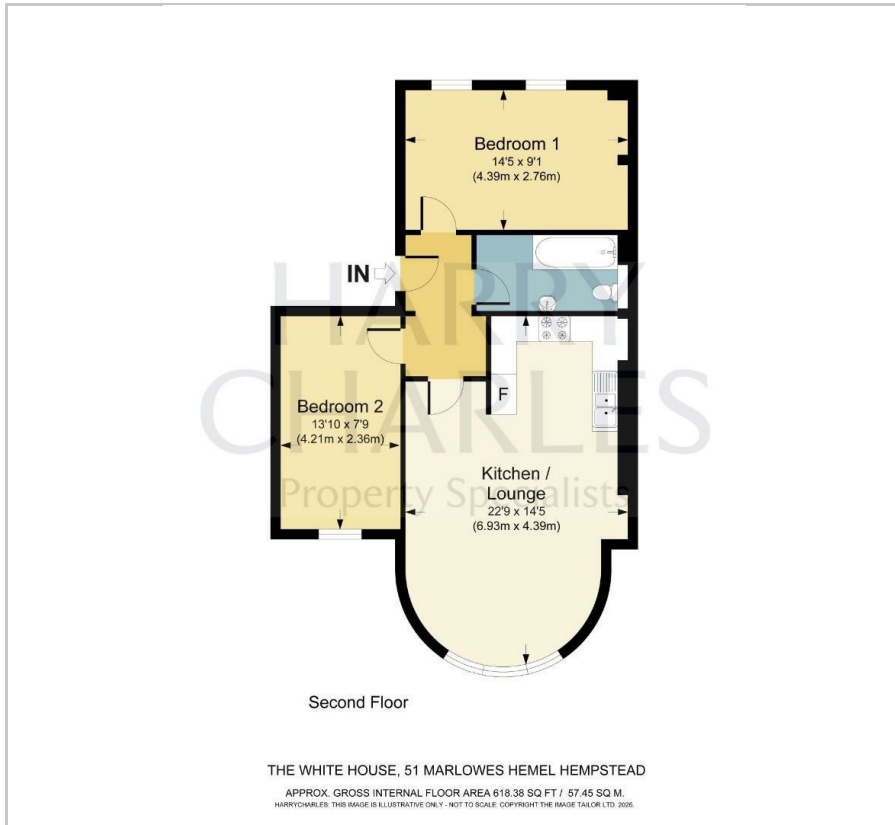 Bedroom 1
14'5 x 9'1
(4.39m x 2.76m)
IN
HARRY
CHARLES
Property Specialists
Bedroom 2
13'10 x 7'9
(4.21m x 2.36m)
F
Kitchen /
Lounge
22'9 x 14'5
(6.93m x 4.39m)
Second Floor
THE WHITE HOUSE, 51 MARLOWES HEMEL HEMPSTEAD
APPROX. GROSS INTERNAL FLOOR AREA 618.38 SQ FT / 57.45 SQ M.
HARRYCHARLES: THIS IMAGE IS ILLUSTRATIVE ONLY - NOT TO SCALE. COPYRIGHT:THE IMAGE TAILOR LTD. 2026.